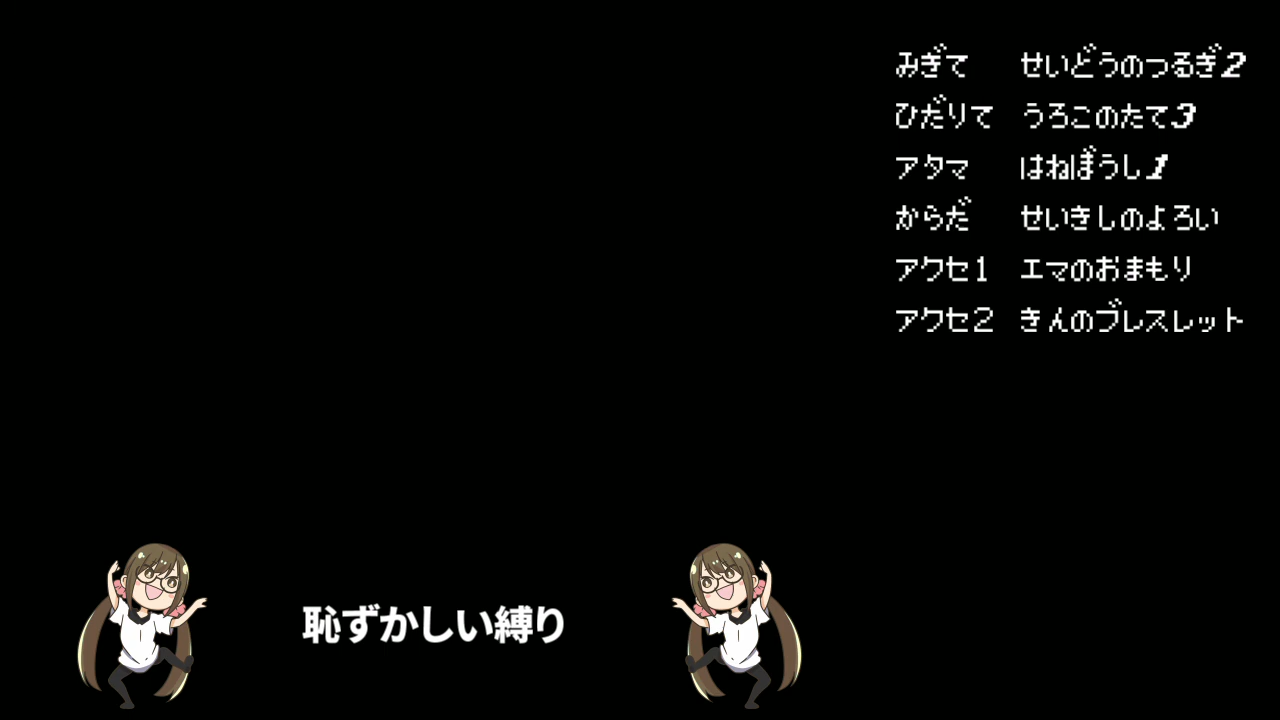 みぎて せいどうのつるぎ2
ひだりて うろこのたて3
アタマ はねぼうし1
からだ せいきしのよろい
アクセ1 エマのおまもり
アクセ2 きんのブレスレット
恥ずかしい縛り